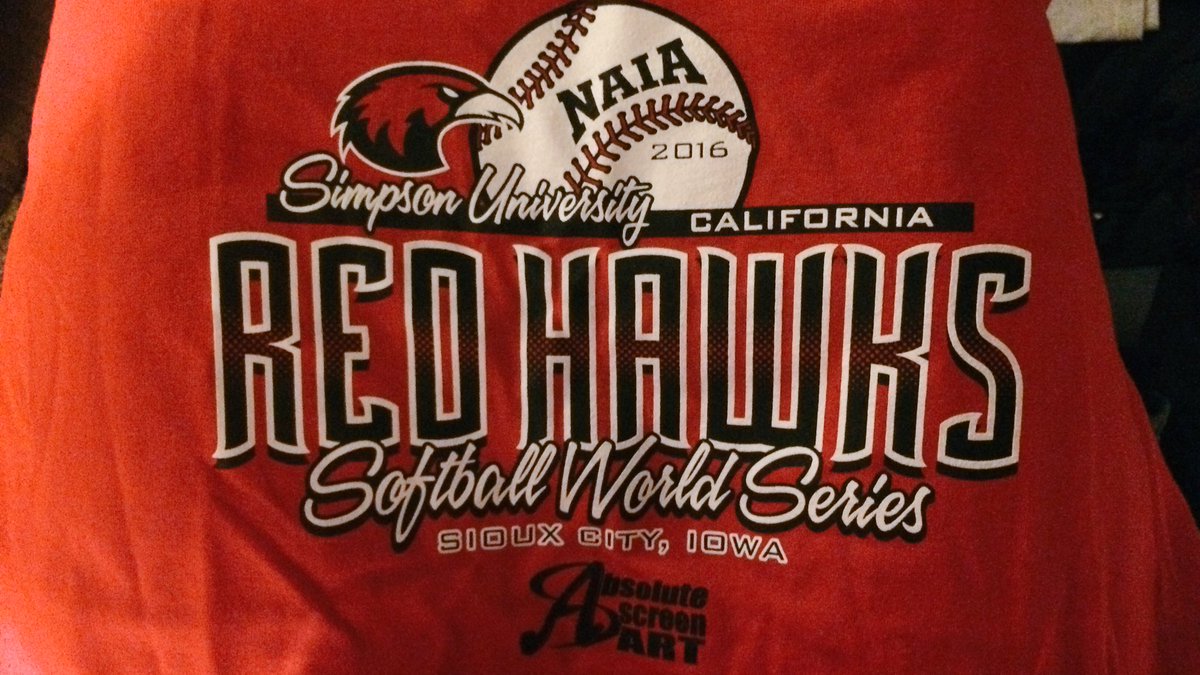 NAIA
2016
Simpson University
CALIFORNIA
RED HAWKS
Softball World Series
SIOUX CITY, IOWA
Absolute
screen
ART